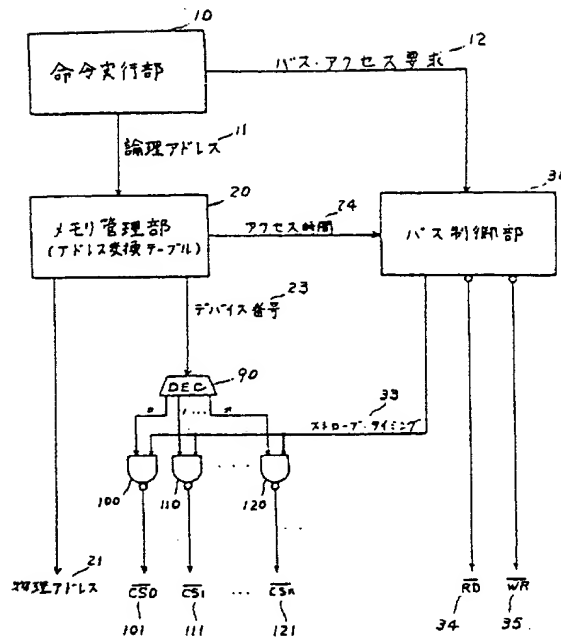 10
命令実行部
バス・アクセス要求
12
論理アドレス
11
20
メモリ管理部
(アドレス変換テーブル)
アクセス時間
24
バス制御部
デバイス番号
23
DEC
90
0 1 .... n
ストローブ・タイミング
33
100
110
...
120
...
物理アドレス
21
CS0
CS1
...
CSn
RD
WR
101
111
121
34
35